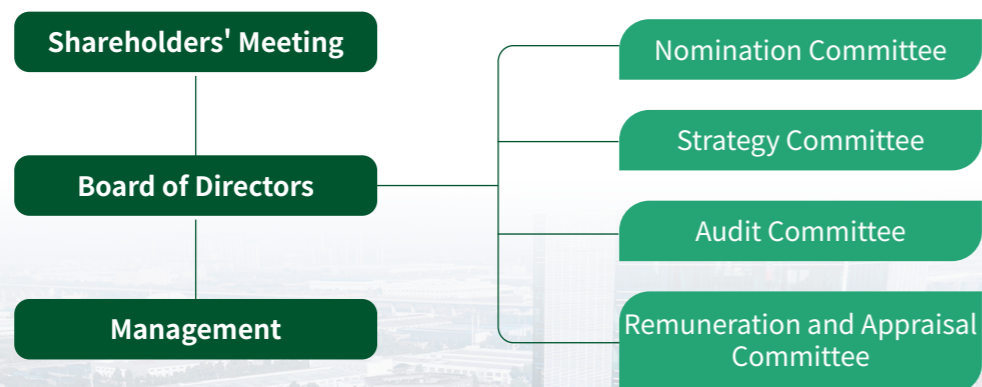 Shareholders' Meeting
Board of Directors
Management
Nomination Committee
Strategy Committee
Audit Committee
Remuneration and Appraisal
Committee